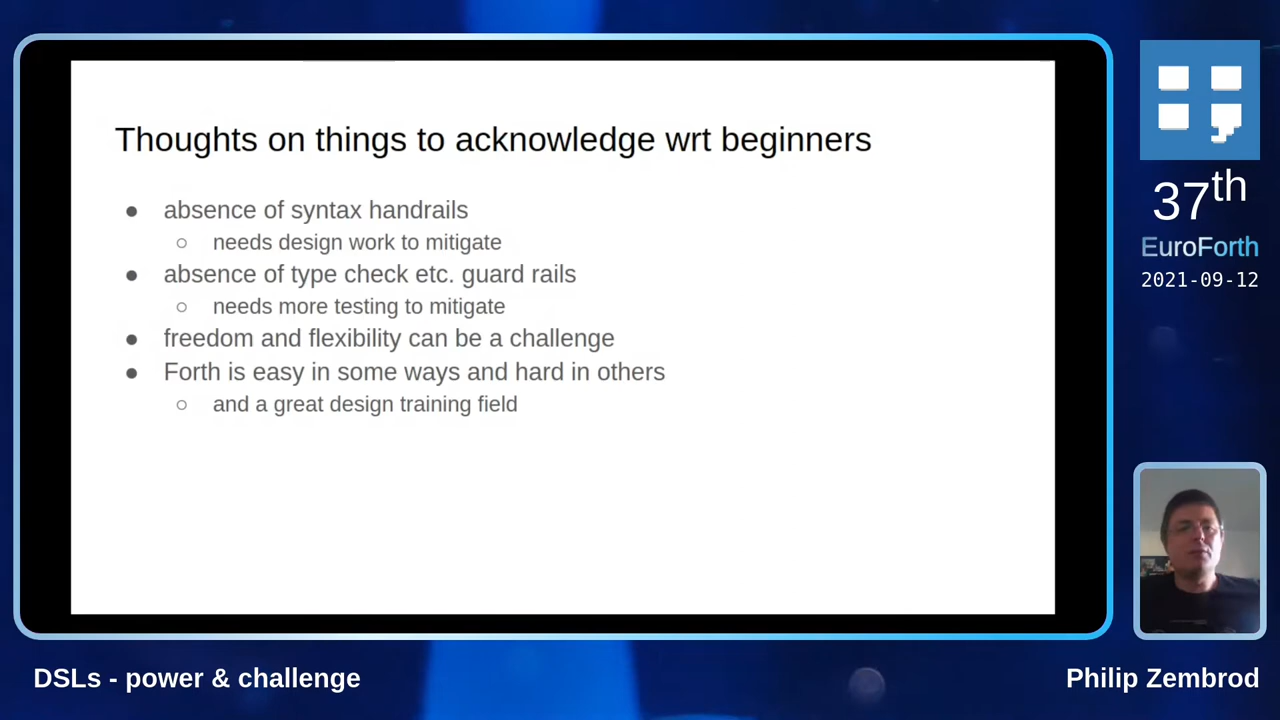 Thoughts on things to acknowledge wrt beginners
● absence of syntax handrails
○ needs design work to mitigate
● absence of type check etc. guard rails
○ needs more testing to mitigate
● freedom and flexibility can be a challenge
● Forth is easy in some ways and hard in others
○ and a great design training field
37th
EuroForth
2021-09-12
DSLs - power & challenge
Philip Zembrod